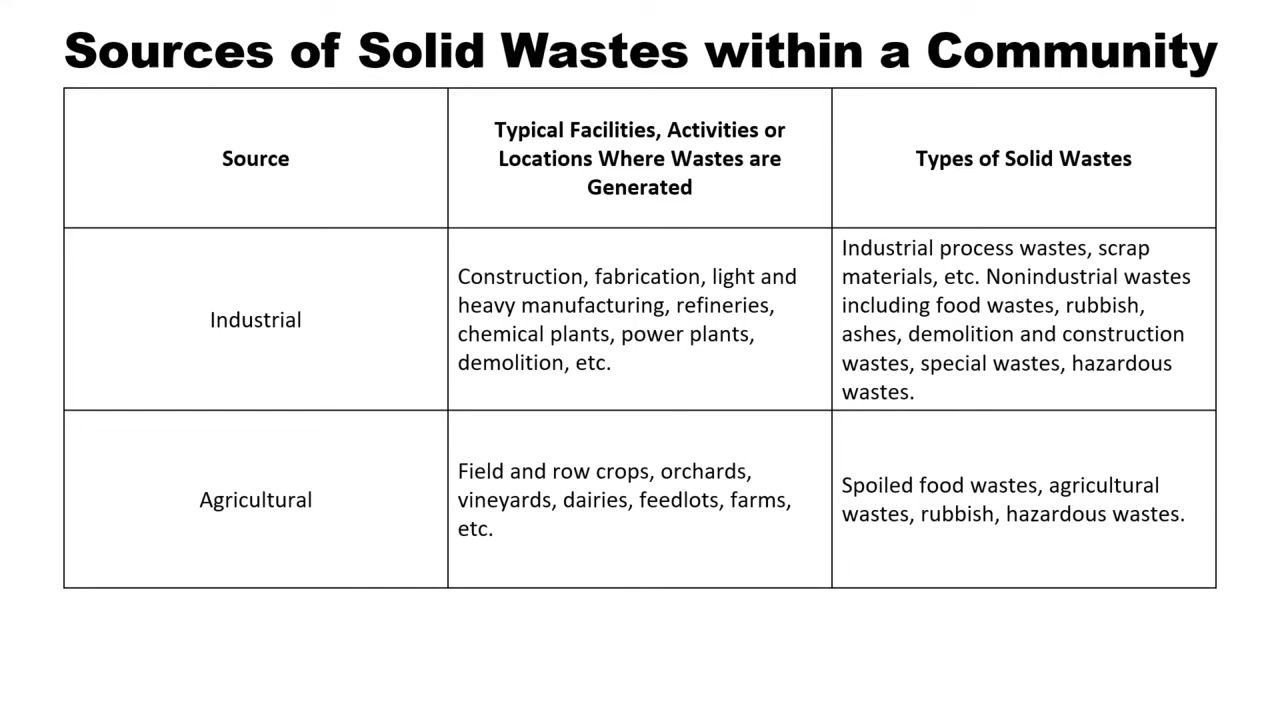 Sources of Solid Wastes within a Community
Source
Typical Facilities, Activities or
Locations Where Wastes are
Generated
Types of Solid Wastes
Industrial
Construction, fabrication, light and
heavy manufacturing, refineries,
chemical plants, power plants,
demolition, etc.
Industrial process wastes, scrap
materials, etc. Nonindustrial wastes
including food wastes, rubbish,
ashes, demolition and construction
wastes, special wastes, hazardous
wastes.
Agricultural
Field and row crops, orchards,
vineyards, dairies, feedlots, farms,
etc.
Spoiled food wastes, agricultural
wastes, rubbish, hazardous wastes.